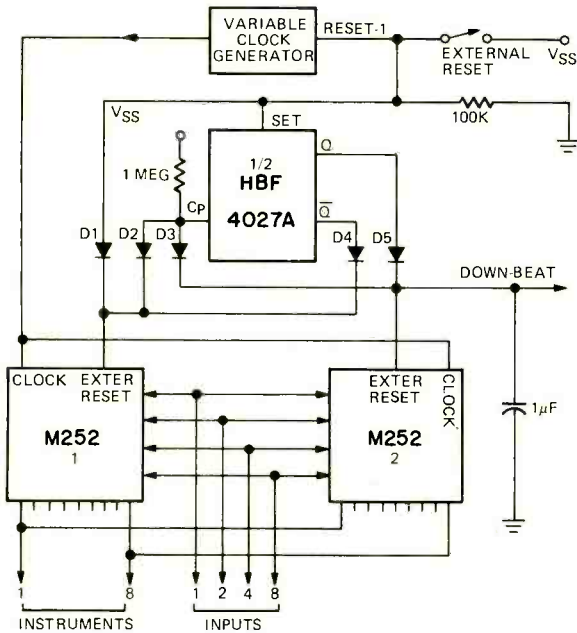 VARIABLE
CLOCK
GENERATOR
RESET-1
EXTERNAL
RESET
VSS
VSS
SET
100K
1 MEG
CP
1/2
HBF
4027A
Q
Q̅
D1
D2
D3
D4
D5
DOWN-BEAT
CLOCK
EXTER
RESET
M252
1
EXTER
RESET
CLOCK
M252
2
1µF
1
8
1
2
4
8
INSTRUMENTS
INPUTS